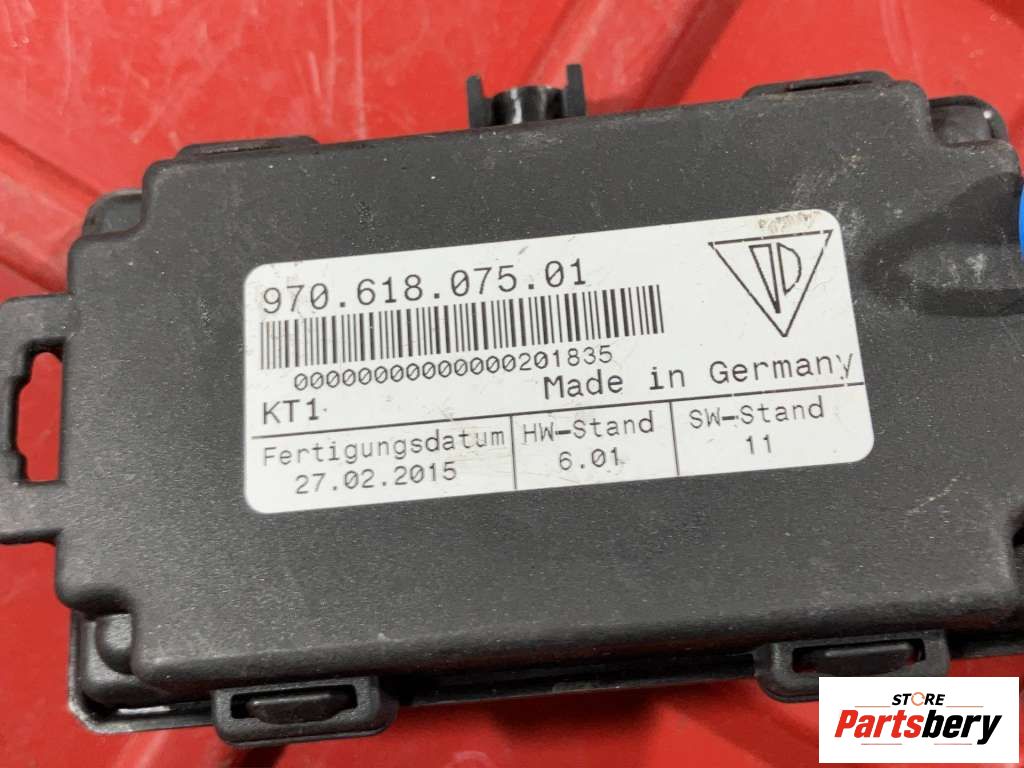 970.618.075.01
00000000000000201835
KT1
Made in Germany
Fertigungsdatum
27.02.2015
HW-Stand
6.01
SW-Stand
11
STORE
Partsbery